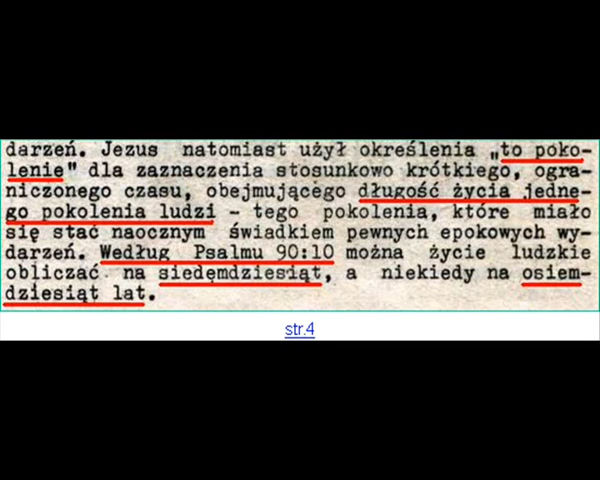 darzeń. Jezus natomiast użył określenia „to poko-
lenie" dla zaznaczenia stosunkowo krótkiego, ogra-
niczonego czasu, obejmującego długość życia jedne-
go pokolenia ludzi – tego pokolenia, które miało
się stać naocznym świadkiem pewnych epokowych wy-
darzeń. Według Psalmu 90:10 można życie ludzkie
obliczać na siedemdziesiąt, a niekiedy na osiem-
dziesiąt lat.
str.4